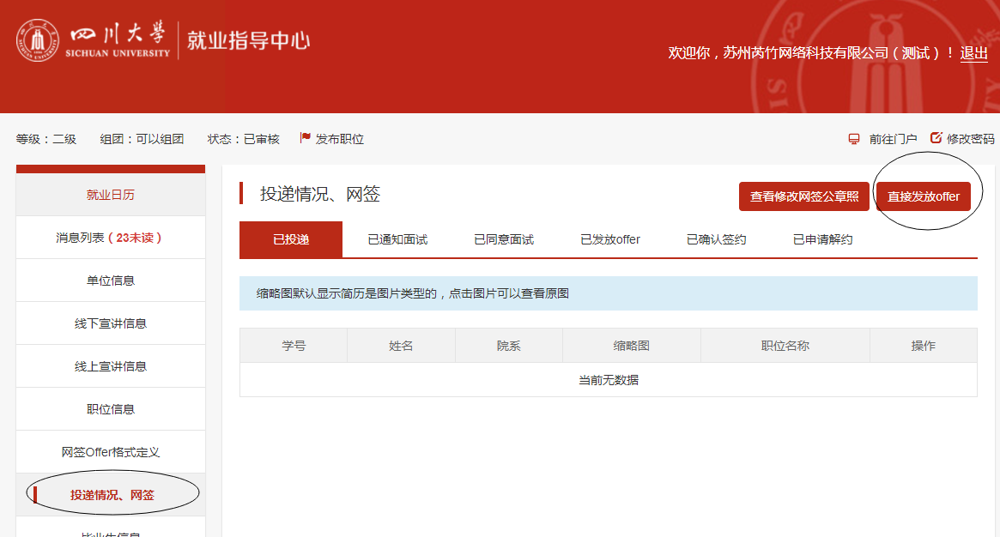 四川大学
SICHUAN UNIVERSITY
就业指导中心
欢迎你，苏州芮竹网络科技有限公司（测试）！ 退出
等级：二级 组团：可以组团 状态：已审核 发布职位
前往门户 修改密码
就业日历
消息列表（23未读）
单位信息
线下宣讲信息
线上宣讲信息
职位信息
网签Offer格式定义
投递情况、网签
毕业生信息
投递情况、网签
查看修改网签公章照 直接发放offer
已投递 已通知面试 已同意面试 已发放offer 已确认签约 已申请解约
缩略图默认显示简历是图片类型的，点击图片可以查看原图
学号 姓名 院系 缩略图 职位名称 操作
当前无数据